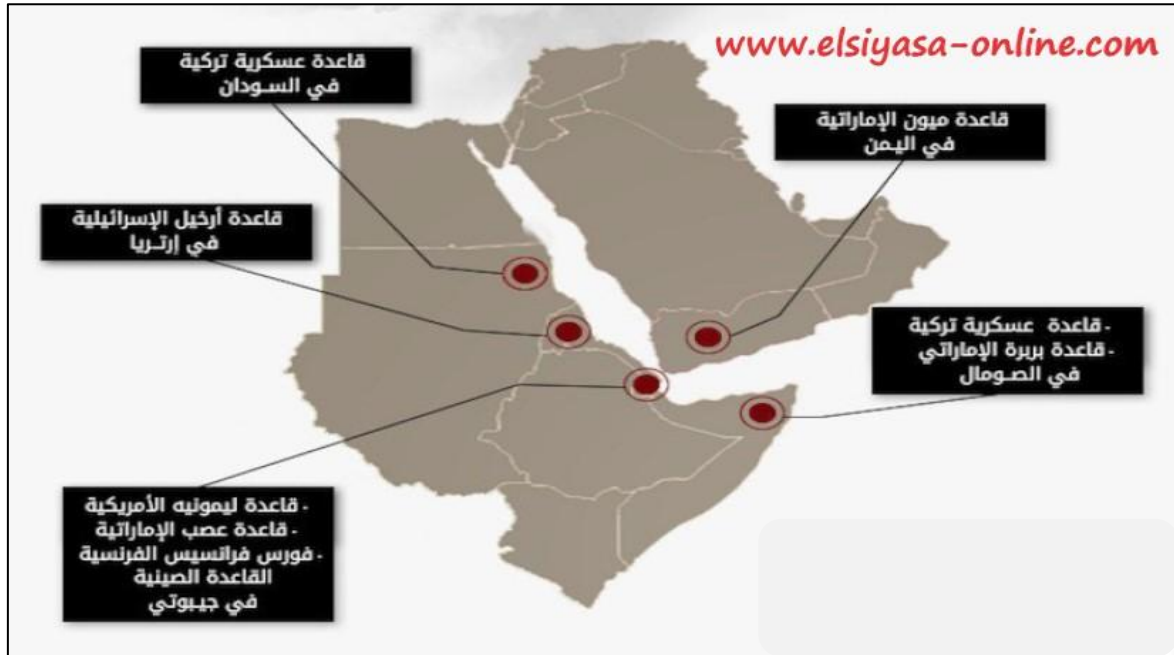 www.elsiyasa-online.com
قاعدة عسكرية تركية
في السودان
قاعدة ميون الإماراتية
في اليمن
قاعدة أرخيل الإسرائيلية
في إرتريا
- قاعدة عسكرية تركية
- قاعدة بربرة الإماراتي
في الصومال
- قاعدة ليمونيه الأمريكية
- قاعدة عصب الإماراتية
- فورس فرانسيس الفرنسية
القاعدة الصينية
في جيبوتي